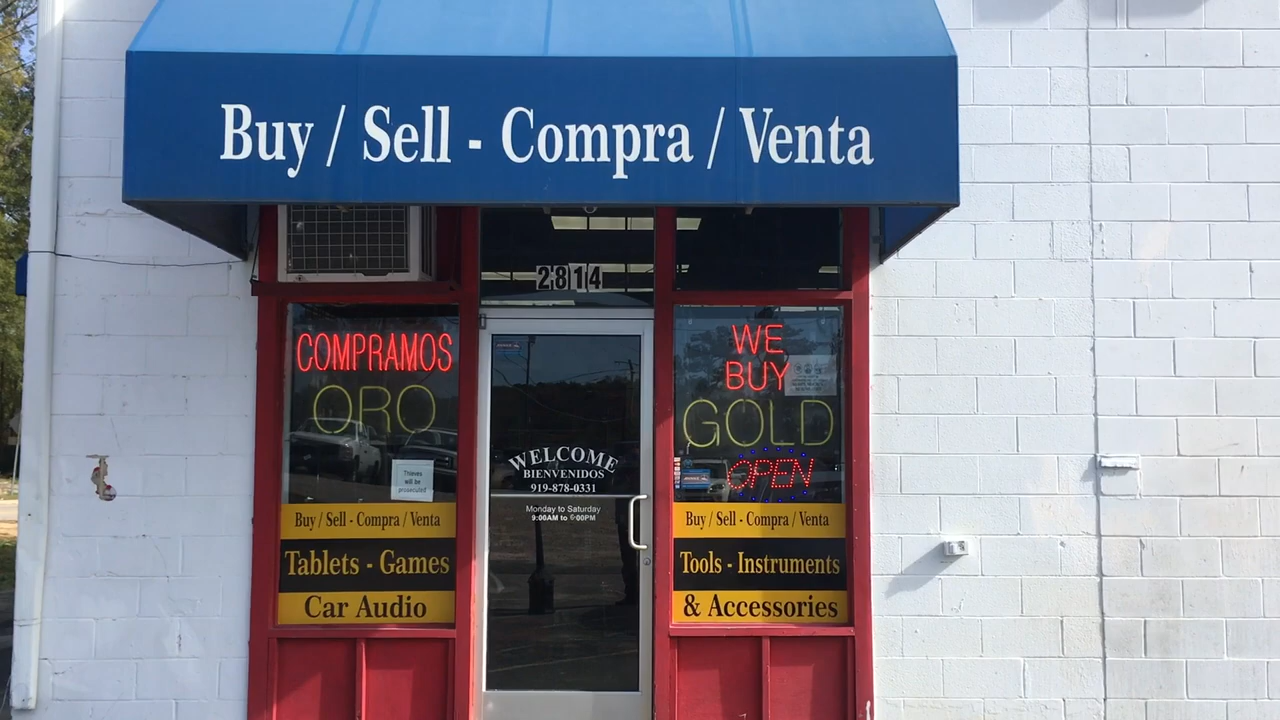 Buy / Sell - Compra / Venta
2814
COMPRAMOS
ORO
Thieves
will be
prosecuted
Buy / Sell - Compra / Venta
Tablets - Games
Car Audio
WELCOME
BIENVENIDOS
919-878-0331
Monday to Saturday
9:00AM to 6:00PM
WE
BUY
GOLD
OPEN
Buy / Sell - Compra / Venta
Tools - Instruments
& Accessories